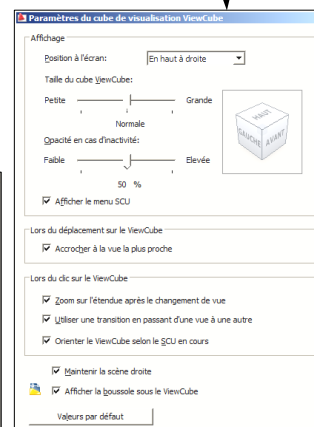 Paramètres du cube de visualisation ViewCube
Affichage
Position à l'écran:
En haut à droite
Taille du cube ViewCube:
Petite
Grande
Normale
HAUT
GAUCHE
AVANT
Opacité en cas d'inactivité:
Faible
Elevée
50 %
Afficher le menu SCU
Lors du déplacement sur le ViewCube
Accrocher à la vue la plus proche
Lors du clic sur le ViewCube
Zoom sur l'étendue après le changement de vue
Utiliser une transition en passant d'une vue à une autre
Orienter le ViewCube selon le SCU en cours
Maintenir la scène droite
Afficher la boussole sous le ViewCube
Valeurs par défaut